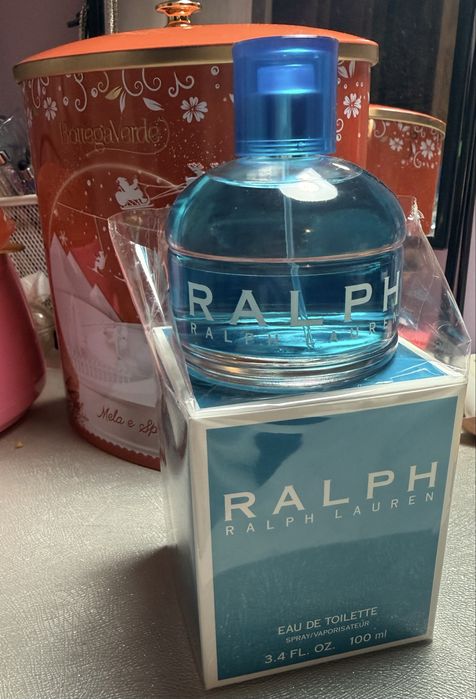 BottegaVerde
RALPH
RALPH LAUREN
Mela e Sp
RALPH
RALPH LAUREN
EAU DE TOILETTE
SPRAY/VAPORISATEUR
3.4 FL. OZ. 100 ml